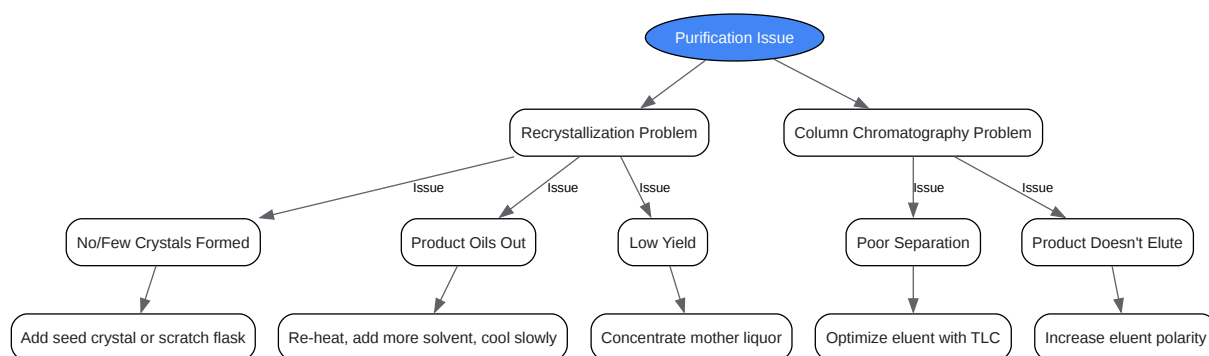 Purification Issue
Recrystallization Problem
Column Chromatography Problem
Issue
Issue
Issue
Issue
Issue
No/Few Crystals Formed
Product Oils Out
Low Yield
Poor Separation
Product Doesn't Elute
Add seed crystal or scratch flask
Re-heat, add more solvent, cool slowly
Concentrate mother liquor
Optimize eluent with TLC
Increase eluent polarity